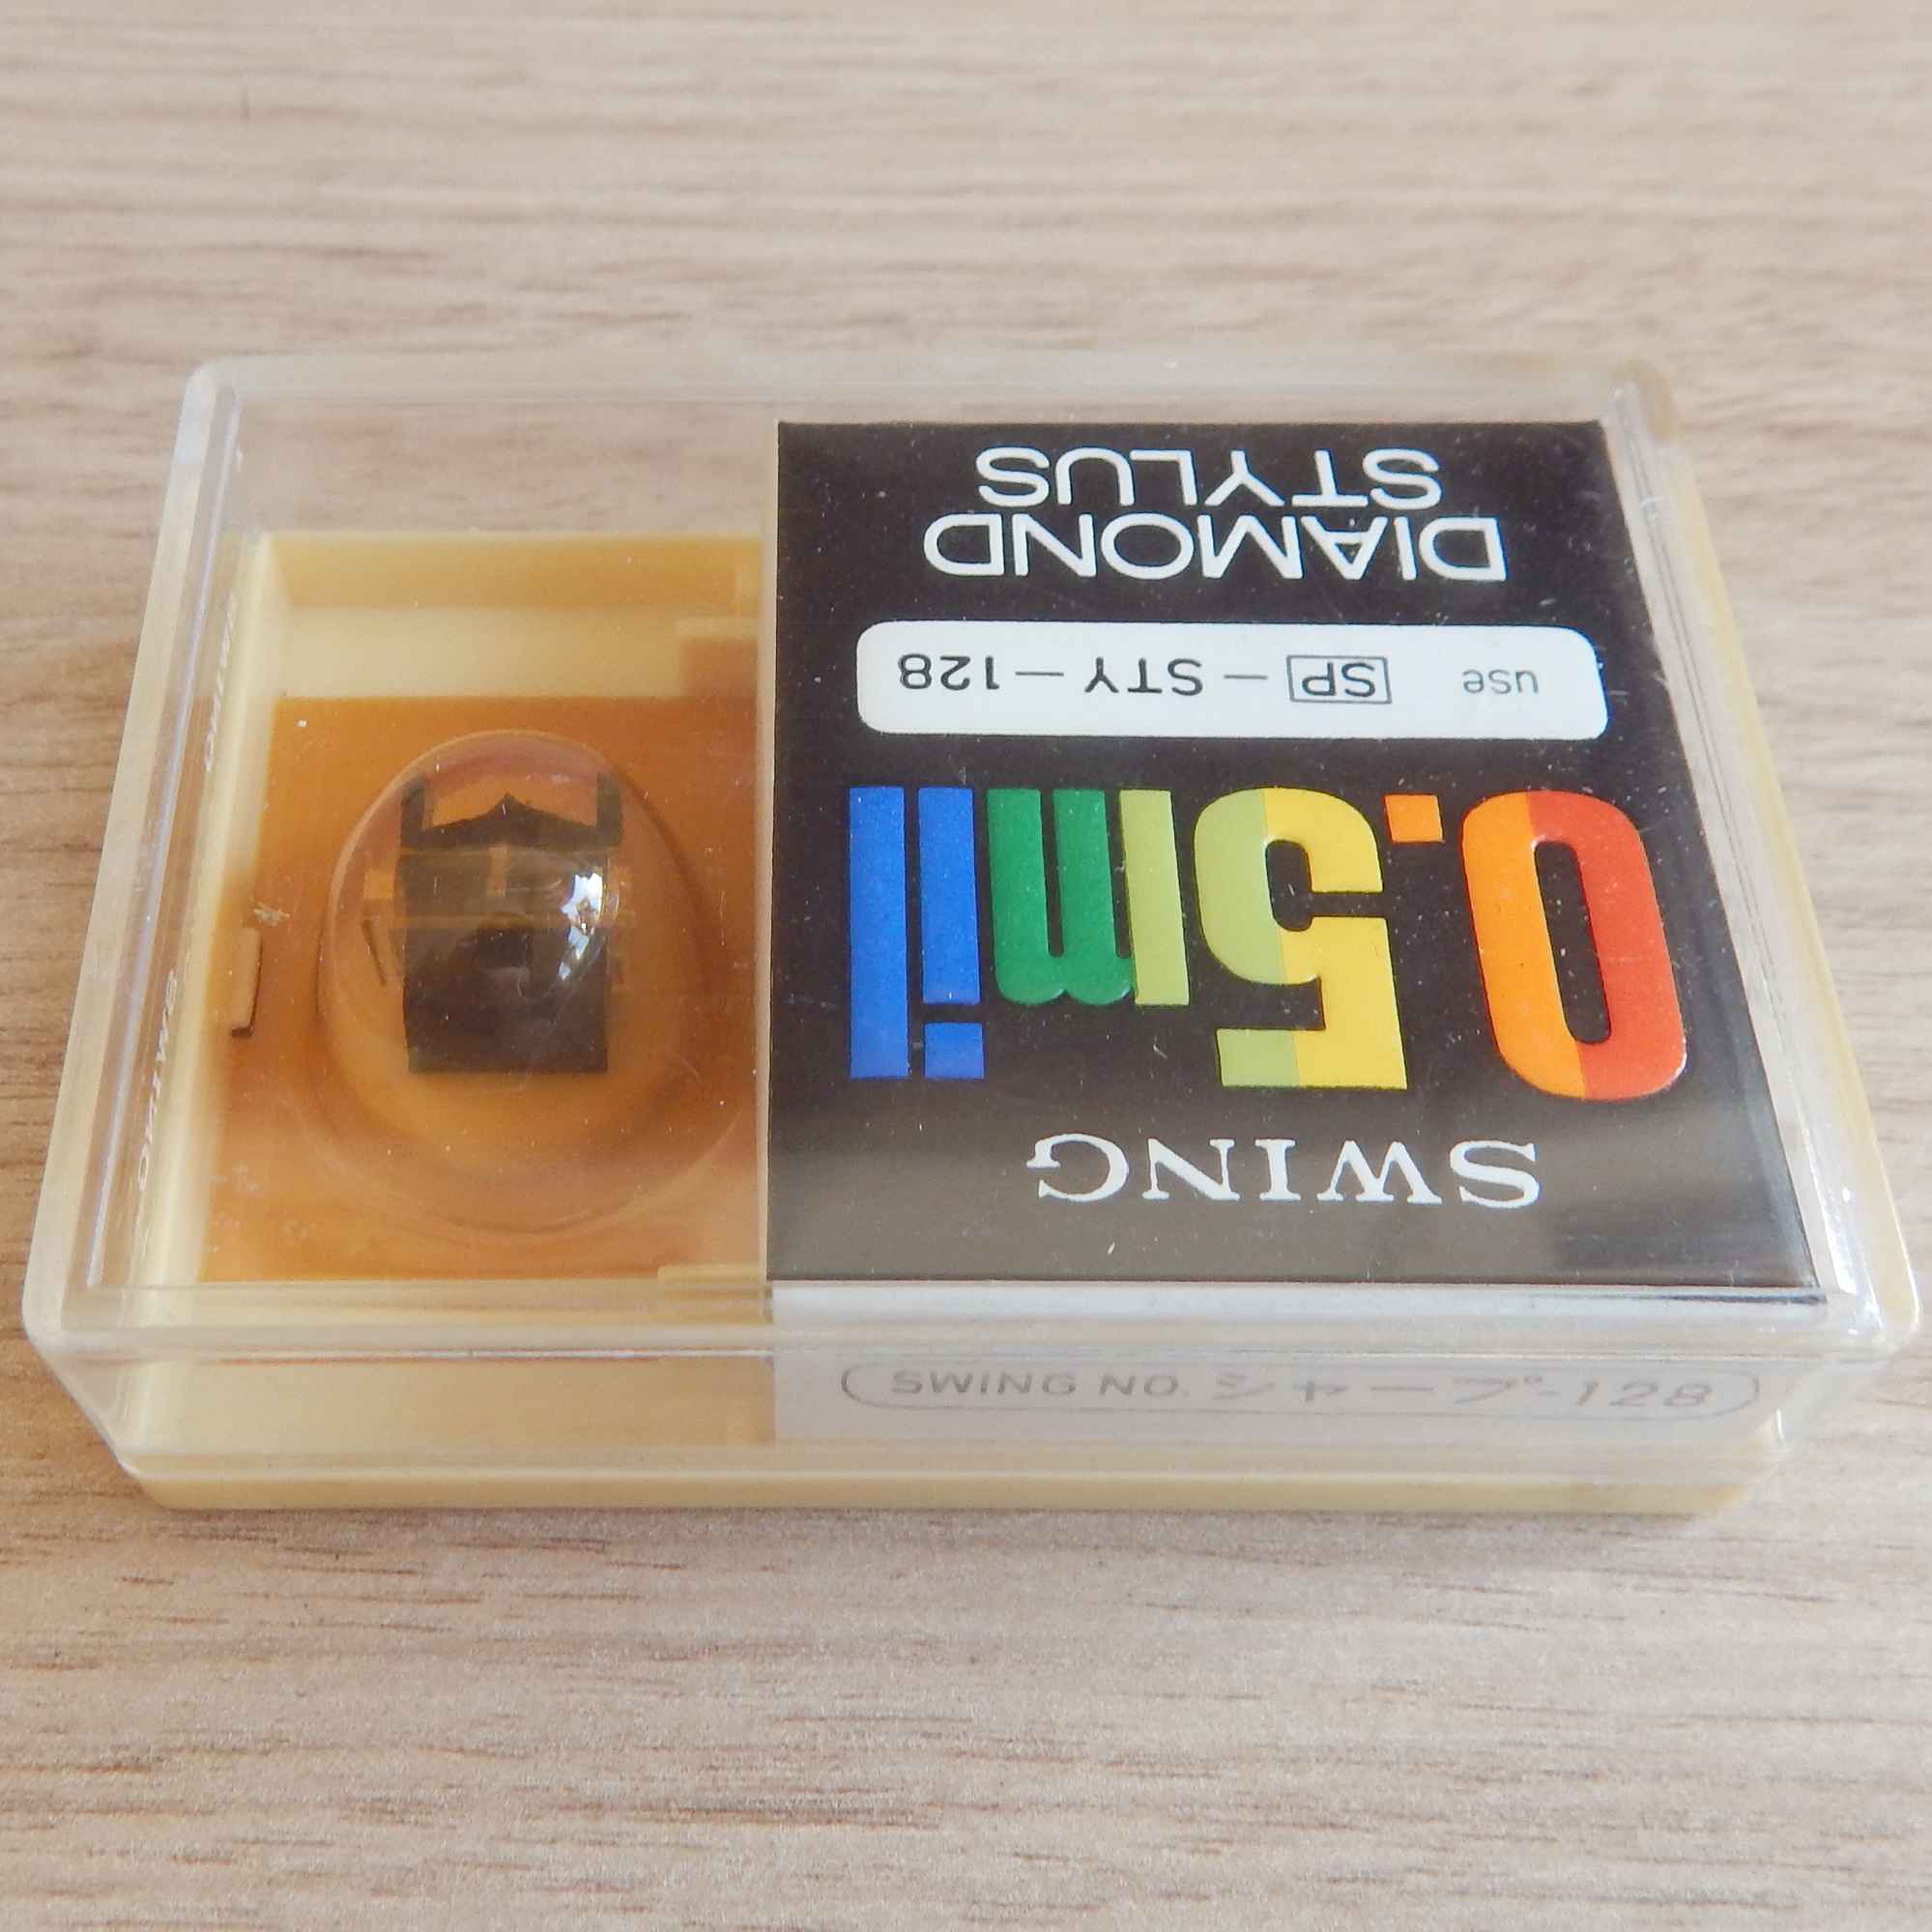 SWING
0.5mil
use SP-STY-128
DIAMOND
STYLUS
SWING NO. シャープ-128